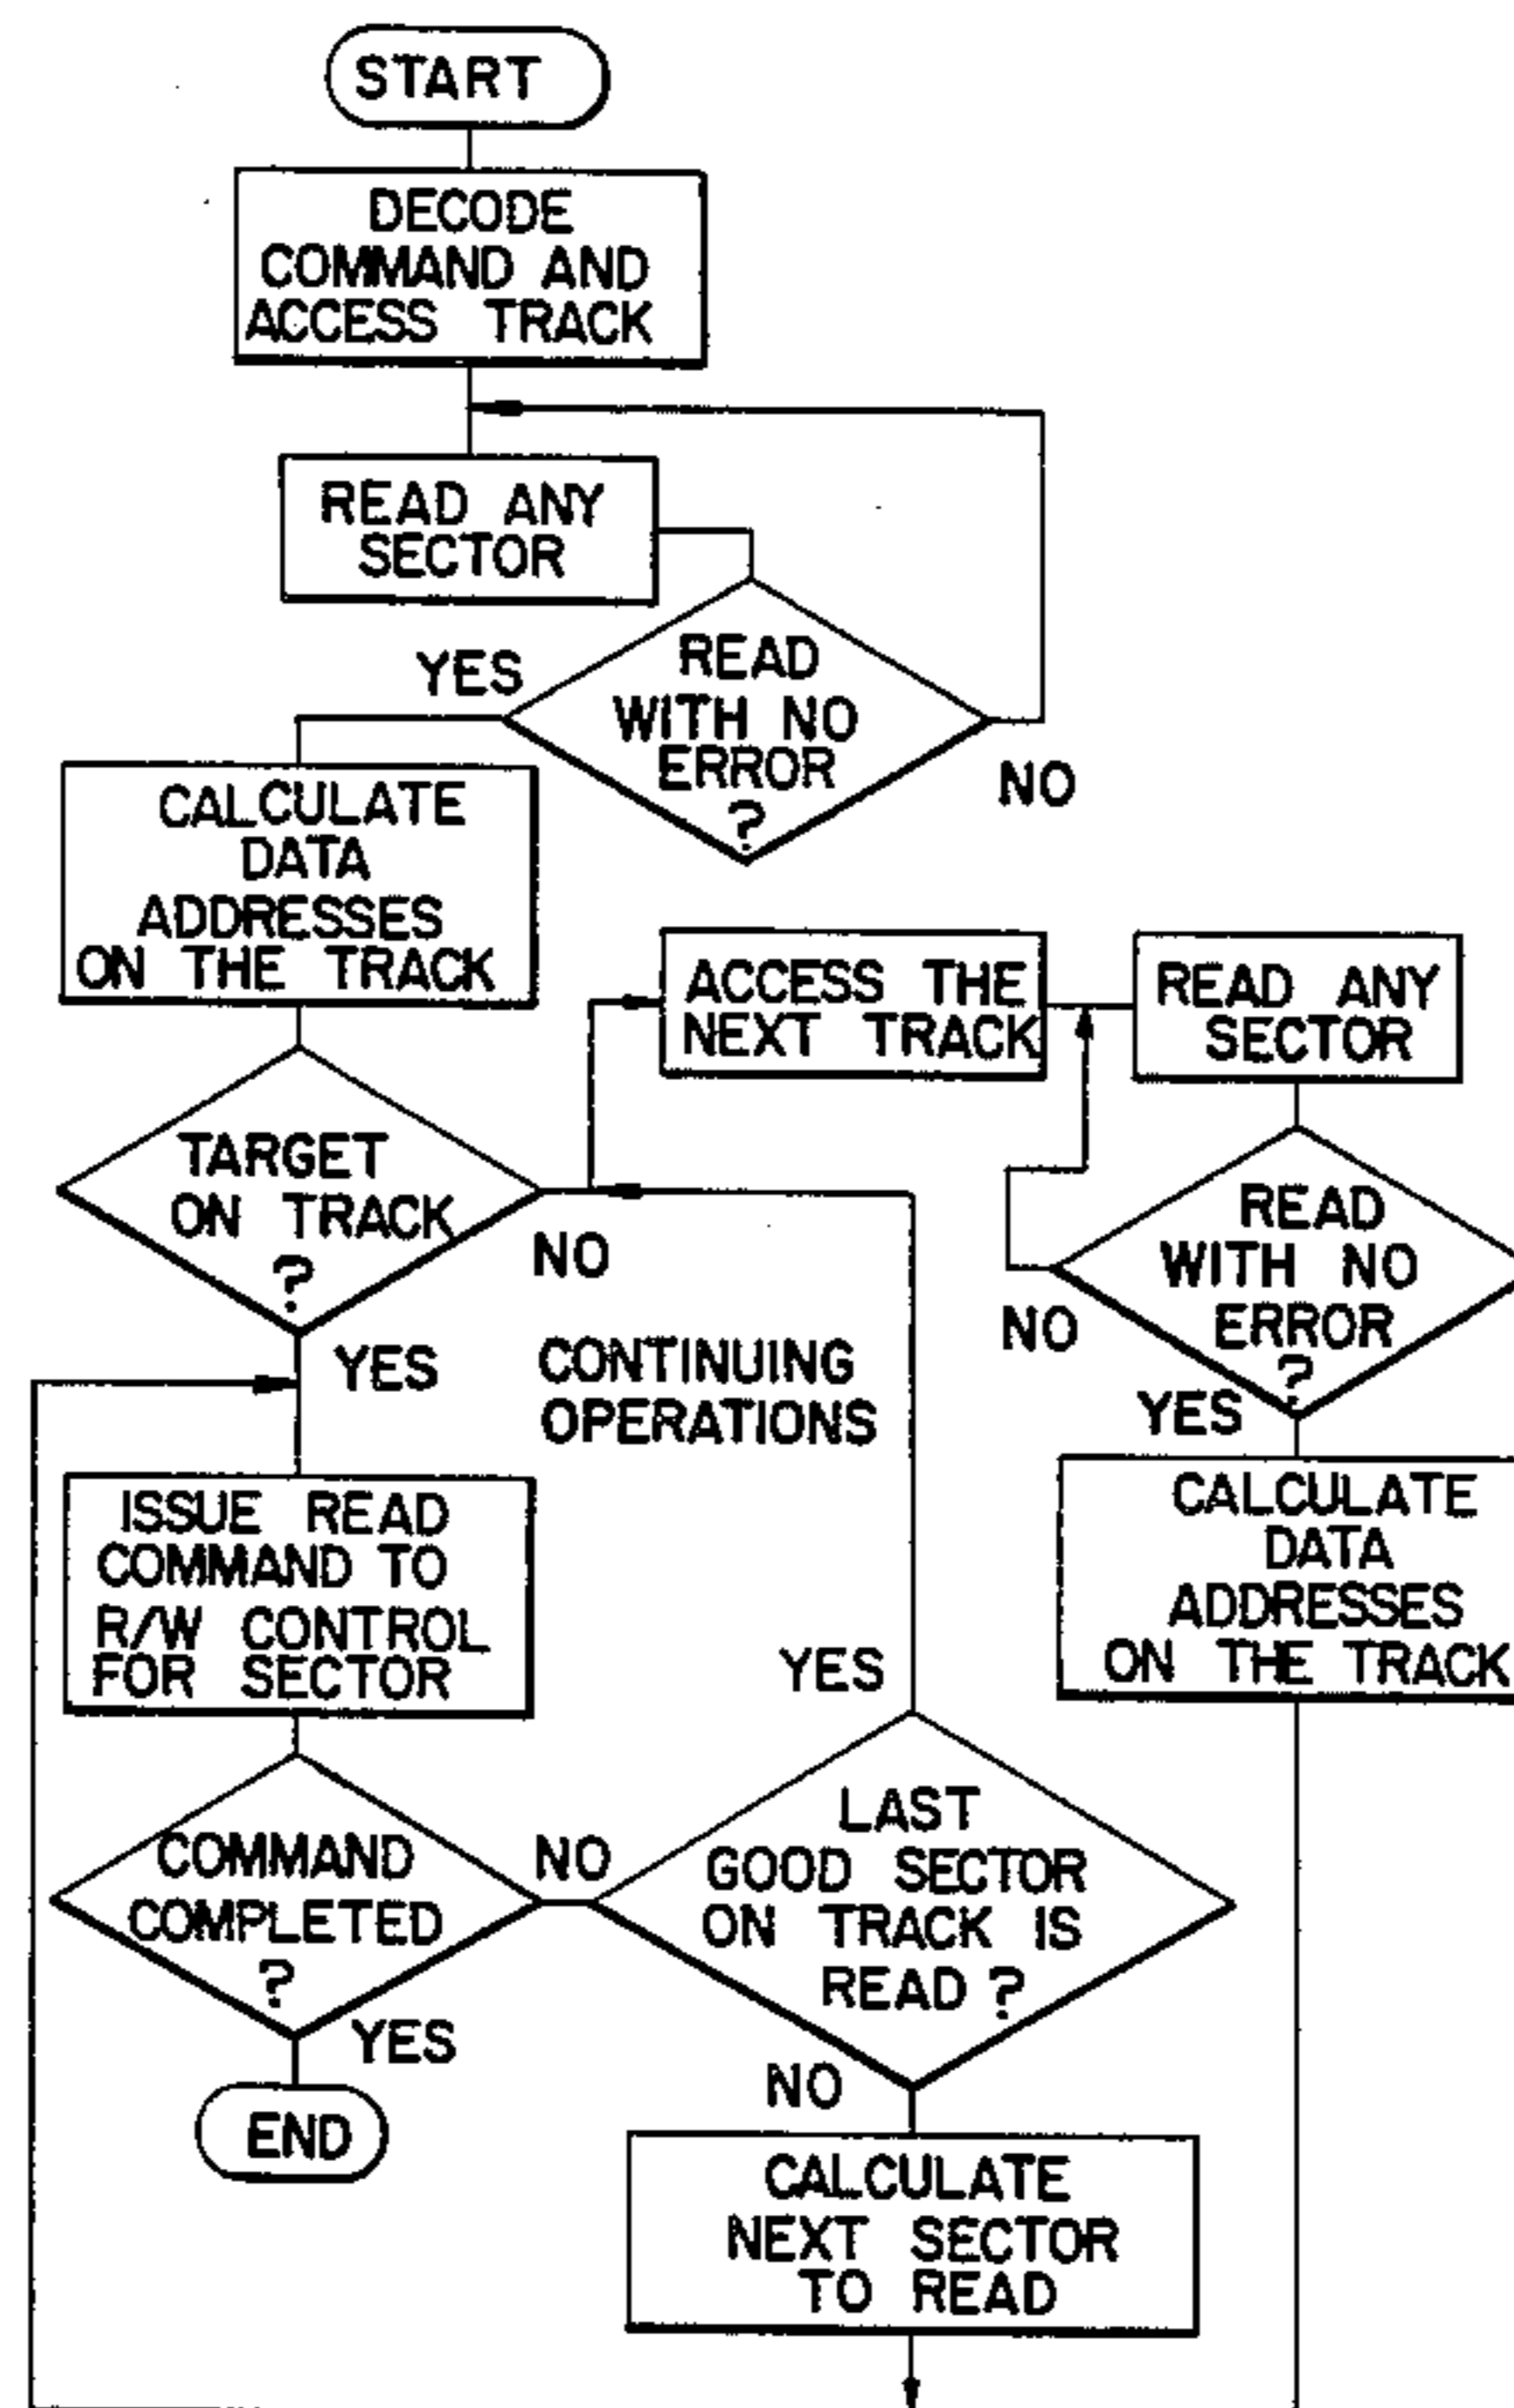 START
DECODE
COMMAND AND
ACCESS TRACK
READ ANY
SECTOR
YES
READ
WITH NO
ERROR
?
NO
CALCULATE
DATA
ADDRESSES
ON THE TRACK
ACCESS THE
NEXT TRACK
READ ANY
SECTOR
TARGET
ON TRACK
?
NO
YES
READ
WITH NO
ERROR
?
NO
YES
CONTINUING
OPERATIONS
ISSUE READ
COMMAND TO
R/W CONTROL
FOR SECTOR
CALCULATE
DATA
ADDRESSES
ON THE TRACK
YES
COMMAND
COMPLETED
?
NO
YES
LAST
GOOD SECTOR
ON TRACK IS
READ ?
NO
END
CALCULATE
NEXT SECTOR
TO READ